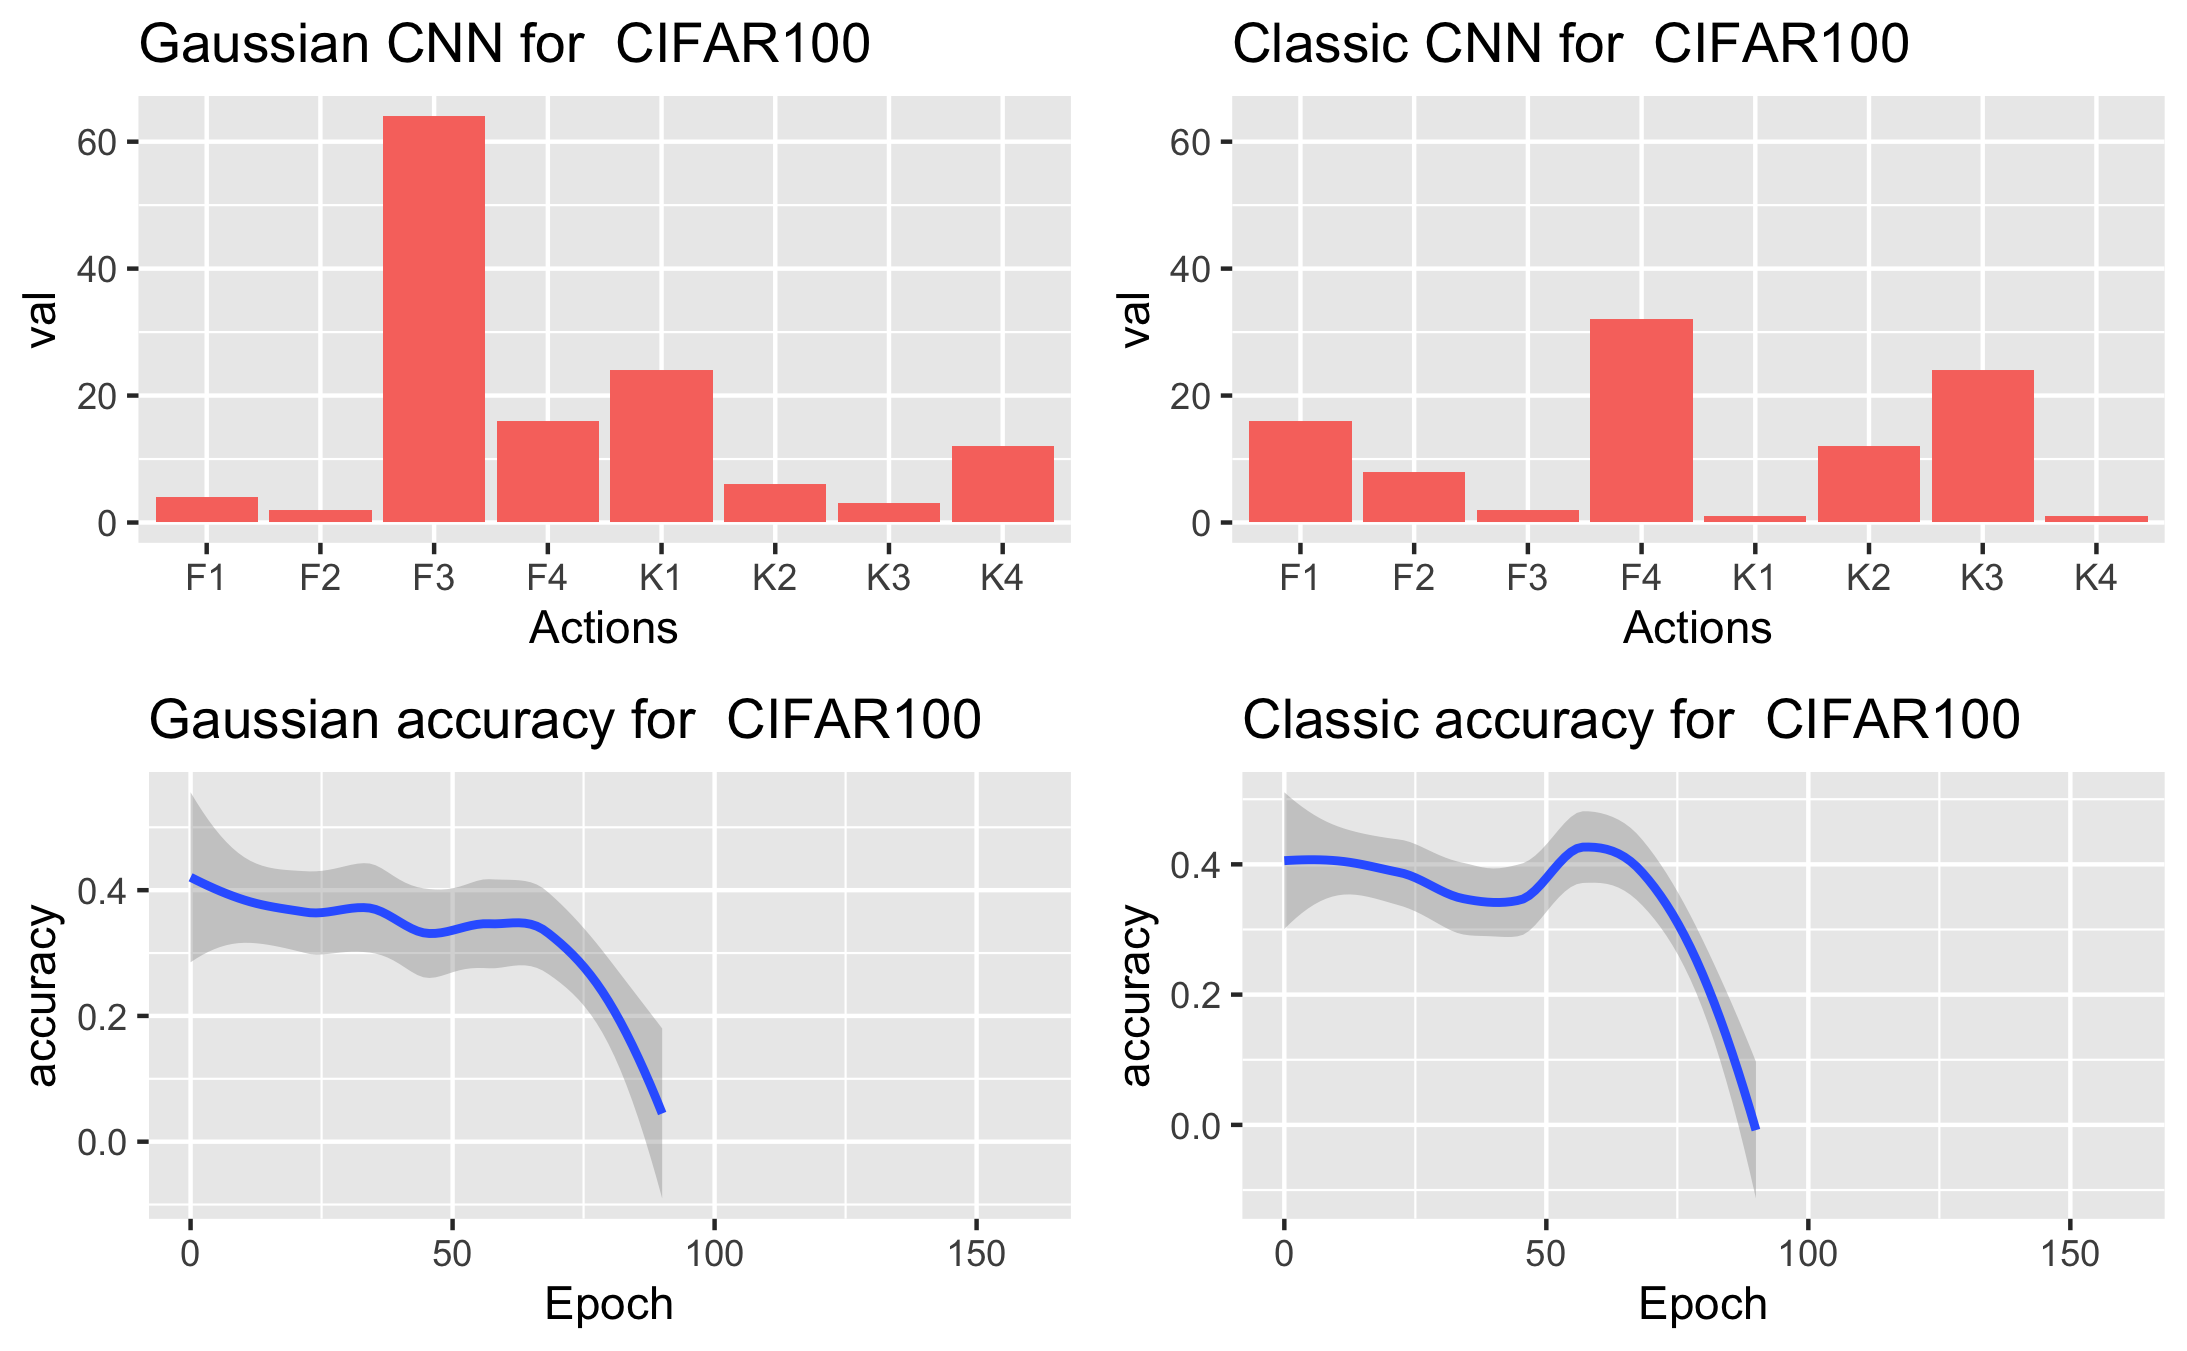 Gaussian CNN for  CIFAR100
60
40
20
0
val
F1 F2 F3 F4 K1 K2 K3 K4
Actions
Classic CNN for  CIFAR100
60
40
20
0
val
F1 F2 F3 F4 K1 K2 K3 K4
Actions
Gaussian accuracy for  CIFAR100
0.4
0.2
0.0
accuracy
0 50 100 150
Epoch
Classic accuracy for  CIFAR100
0.4
0.2
0.0
accuracy
0 50 100 150
Epoch